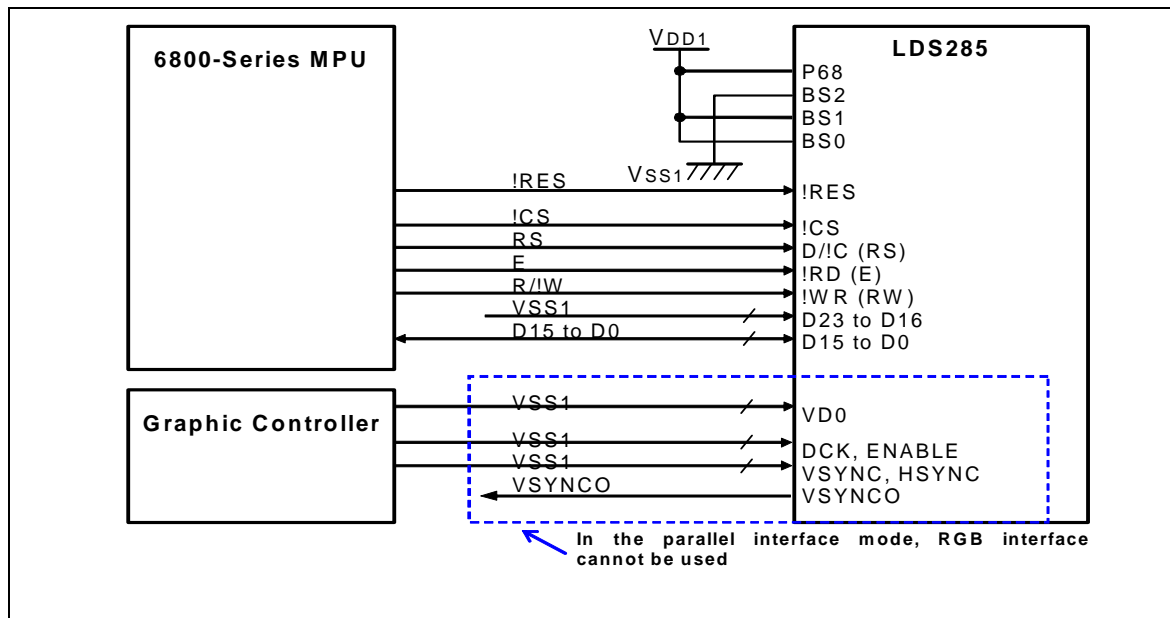 6800-Series MPU
VDD1
LDS285
P68
BS2
BS1
BS0
VSS1
!RES
!RES
!CS
!CS
RS
D/!C (RS)
E
!RD (E)
R/!W
!WR (RW)
VSS1
D23 to D16
D15 to D0
D15 to D0
Graphic Controller
VSS1
VD0
VSS1
DCK, ENABLE
VSS1
VSYNC, HSYNC
VSYNCO
VSYNCO
In the parallel interface mode, RGB interface
cannot be used